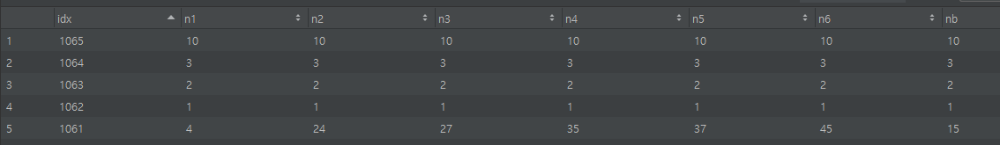 idx n1 n2 n3 n4 n5 n6 nb
1 1065 10 10 10 10 10 10 10
2 1064 3 3 3 3 3 3 3
3 1063 2 2 2 2 2 2 2
4 1062 1 1 1 1 1 1 1
5 1061 4 24 27 35 37 45 15